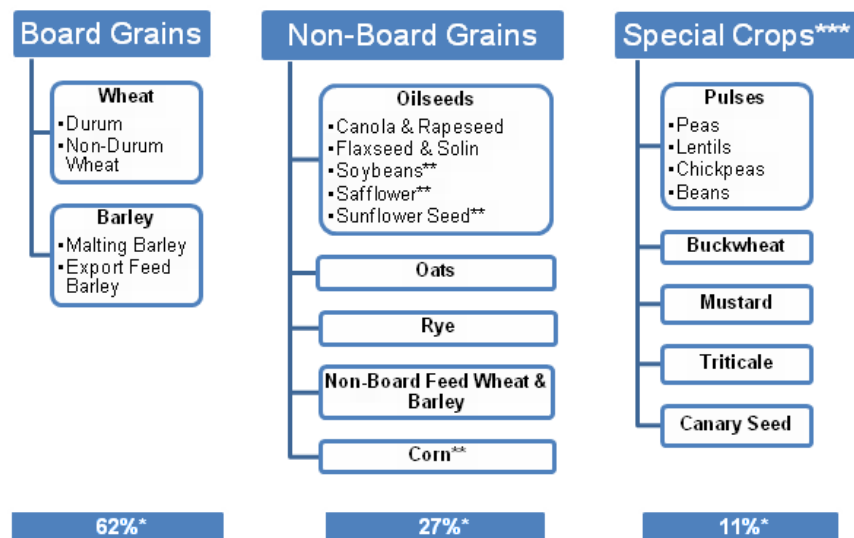 Board Grains
Wheat
▪Durum
▪Non-Durum
Wheat
Barley
▪Malting Barley
▪Export Feed
Barley
62%*
Non-Board Grains
Oilseeds
▪Canola & Rapeseed
▪Flaxseed & Solin
▪Soybeans**
▪Safflower**
▪Sunflower Seed**
Oats
Rye
Non-Board Feed Wheat &
Barley
Corn**
27%*
Special Crops***
Pulses
▪Peas
▪Lentils
▪Chickpeas
▪Beans
Buckwheat
Mustard
Triticale
Canary Seed
11%*